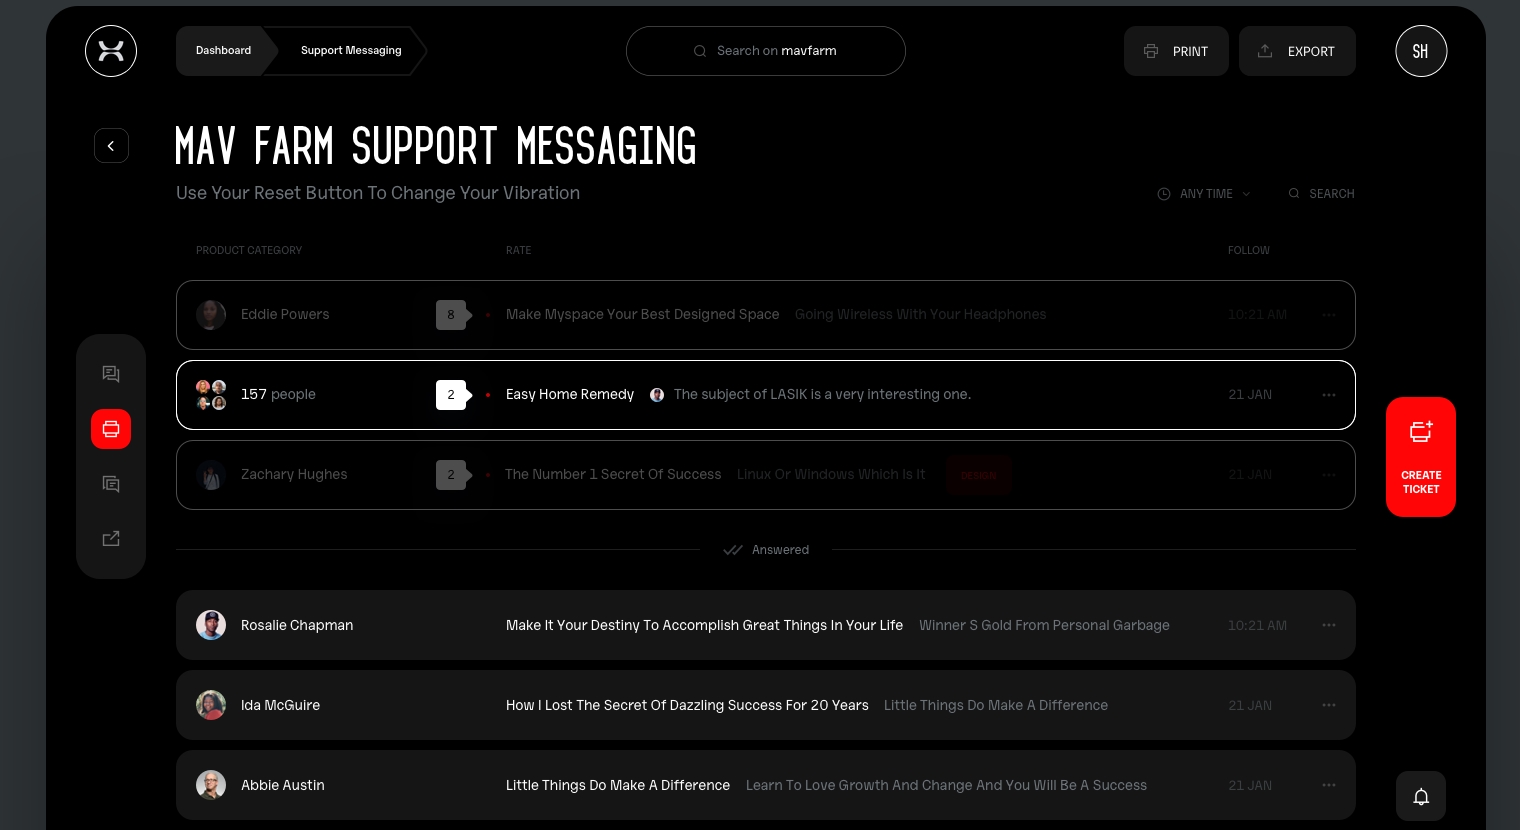 Dashboard
Support Messaging
Search on mavfarm
PRINT
EXPORT
SH
MAV FARM SUPPORT MESSAGING
Use Your Reset Button To Change Your Vibration
ANY TIME
SEARCH
PRODUCT CATEGORY
RATE
FOLLOW
Eddie Powers
8
Make Myspace Your Best Designed Space
Going Wireless With Your Headphones
10:21 AM
157 people
2
Easy Home Remedy
The subject of LASIK is a very interesting one.
21 JAN
Zachary Hughes
2
The Number 1 Secret Of Success
Linux Or Windows Which Is It
DESIGN
21 JAN
CREATE
TICKET
Answered
Rosalie Chapman
Make It Your Destiny To Accomplish Great Things In Your Life
Winner S Gold From Personal Garbage
10:21 AM
Ida McGuire
How I Lost The Secret Of Dazzling Success For 20 Years
Little Things Do Make A Difference
21 JAN
Abbie Austin
Little Things Do Make A Difference
Learn To Love Growth And Change And You Will Be A Success
21 JAN